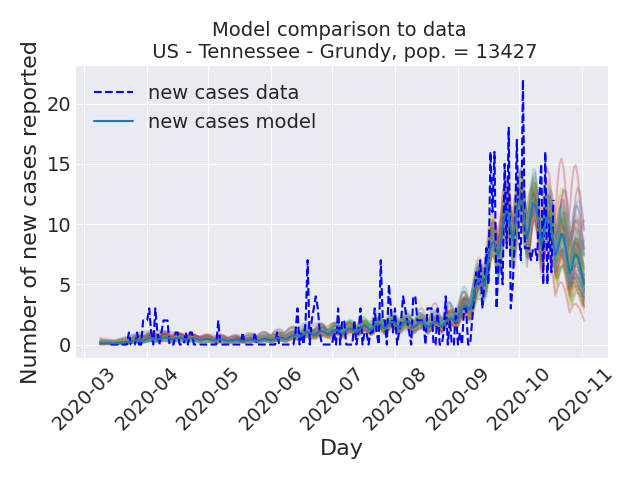 Model comparison to data
US - Tennessee - Grundy, pop. = 13427
Number of new cases reported
20
15
10
5
0
new cases data
new cases model
2020-03
2020-04
2020-05
2020-06
2020-07
2020-08
2020-09
2020-10
2020-11
Day